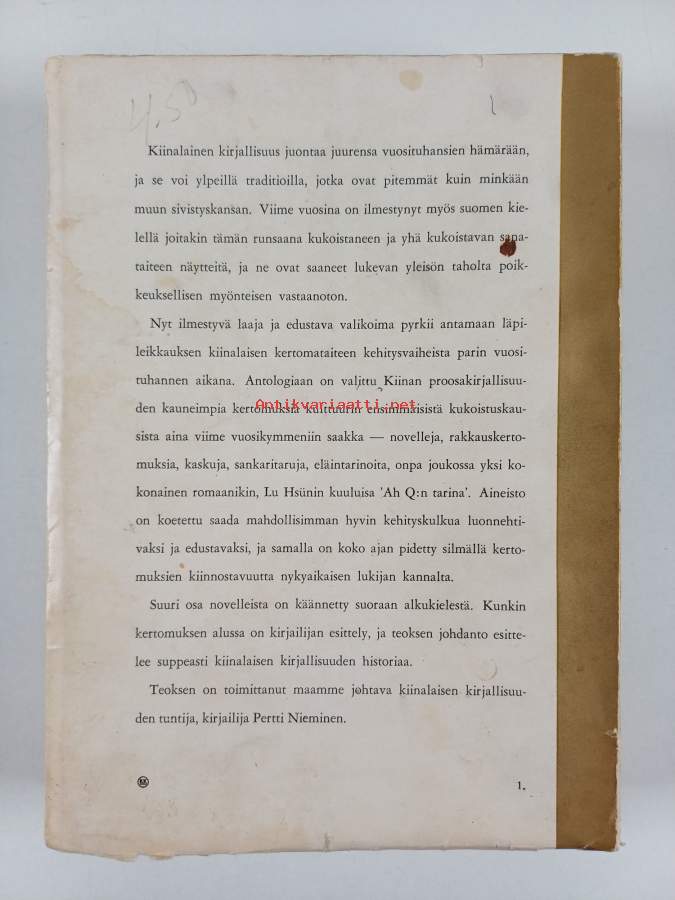 4.50
Kiinalainen kirjallisuus juontaa juurensa vuosituhansien hämärään,
ja se voi ylpeillä traditioilla, jotka ovat pitemmät kuin minkään
muun sivistyskansan. Viime vuosina on ilmestynyt myös suomen kie-
lellä joitakin tämän runsaana kukoistaneen ja yhä kukoistavan sana-
taiteen näytteitä, ja ne ovat saaneet lukevan yleisön taholta poik-
keuksellisen myönteisen vastaanoton.
Nyt ilmestyvä laaja ja edustava valikoima pyrkii antamaan läpi-
leikkauksen kiinalaisen kertomataiteen kehitysvaiheista parin vuosi-
tuhannen aikana. Antologiaan on valittu Kiinan proosakirjallisuu-
den kauneimpia kertomuksia kulttuurin ensimmäisistä kukoistuskau-
Antikvariaatti.net
sista aina viime vuosikymmeniin saakka — novelleja, rakkauskerto-
muksia, kaskuja, sankaritaruja, eläintarinoita, onpa joukossa yksi ko-
konainen romaanikin, Lu Hsünin kuuluisa 'Ah Q:n tarina'. Aineisto
on koetettu saada mahdollisimman hyvin kehityskulkua luonnehti-
vaksi ja edustavaksi, ja samalla on koko ajan pidetty silmällä kerto-
muksien kiinnostavuutta nykyaikaisen lukijan kannalta.
Suuri osa novelleista on käännetty suoraan alkukielestä. Kunkin
kertomuksen alussa on kirjailijan esittely, ja teoksen johdanto esitte-
lee suppeasti kiinalaisen kirjallisuuden historiaa.
Teoksen on toimittanut maamme johtava kiinalaisen kirjallisuu-
den tuntija, kirjailija Pertti Nieminen.
1.